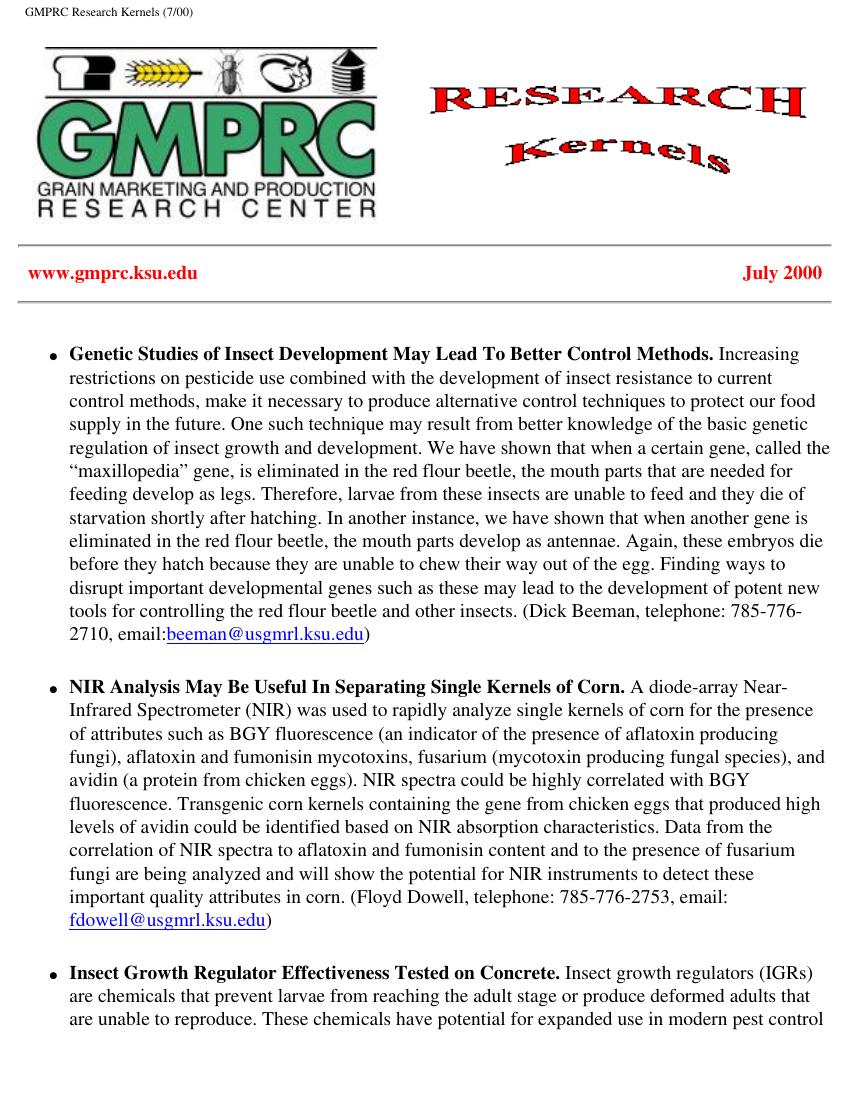 GMPRC Research Kernels (7/00)
GMPRC
GRAIN MARKETING AND PRODUCTION
RESEARCH CENTER
RESEARCH
Kernels
www.gmprc.ksu.edu July 2000
• Genetic Studies of Insect Development May Lead To Better Control Methods. Increasing
restrictions on pesticide use combined with the development of insect resistance to current
control methods, make it necessary to produce alternative control techniques to protect our food
supply in the future. One such technique may result from better knowledge of the basic genetic
regulation of insect growth and development. We have shown that when a certain gene, called the
“maxillopedia” gene, is eliminated in the red flour beetle, the mouth parts that are needed for
feeding develop as legs. Therefore, larvae from these insects are unable to feed and they die of
starvation shortly after hatching. In another instance, we have shown that when another gene is
eliminated in the red flour beetle, the mouth parts develop as antennae. Again, these embryos die
before they hatch because they are unable to chew their way out of the egg. Finding ways to
disrupt important developmental genes such as these may lead to the development of potent new
tools for controlling the red flour beetle and other insects. (Dick Beeman, telephone: 785-776-
2710, email:beeman@usgmrl.ksu.edu)
• NIR Analysis May Be Useful In Separating Single Kernels of Corn. A diode-array Near-
Infrared Spectrometer (NIR) was used to rapidly analyze single kernels of corn for the presence
of attributes such as BGY fluorescence (an indicator of the presence of aflatoxin producing
fungi), aflatoxin and fumonisin mycotoxins, fusarium (mycotoxin producing fungal species), and
avidin (a protein from chicken eggs). NIR spectra could be highly correlated with BGY
fluorescence. Transgenic corn kernels containing the gene from chicken eggs that produced high
levels of avidin could be identified based on NIR absorption characteristics. Data from the
correlation of NIR spectra to aflatoxin and fumonisin content and to the presence of fusarium
fungi are being analyzed and will show the potential for NIR instruments to detect these
important quality attributes in corn. (Floyd Dowell, telephone: 785-776-2753, email:
fdowell@usgmrl.ksu.edu)
• Insect Growth Regulator Effectiveness Tested on Concrete. Insect growth regulators (IGRs)
are chemicals that prevent larvae from reaching the adult stage or produce deformed adults that
are unable to reproduce. These chemicals have potential for expanded use in modern pest control